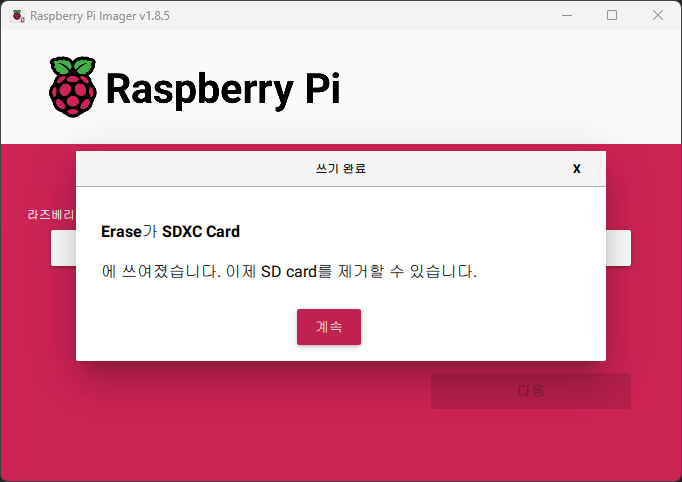 Raspberry Pi Imager v1.8.5
Raspberry Pi
쓰기 완료 X
라즈베리
Erase가 SDXC Card
에 쓰여졌습니다. 이제 SD card를 제거할 수 있습니다.
계속
다음